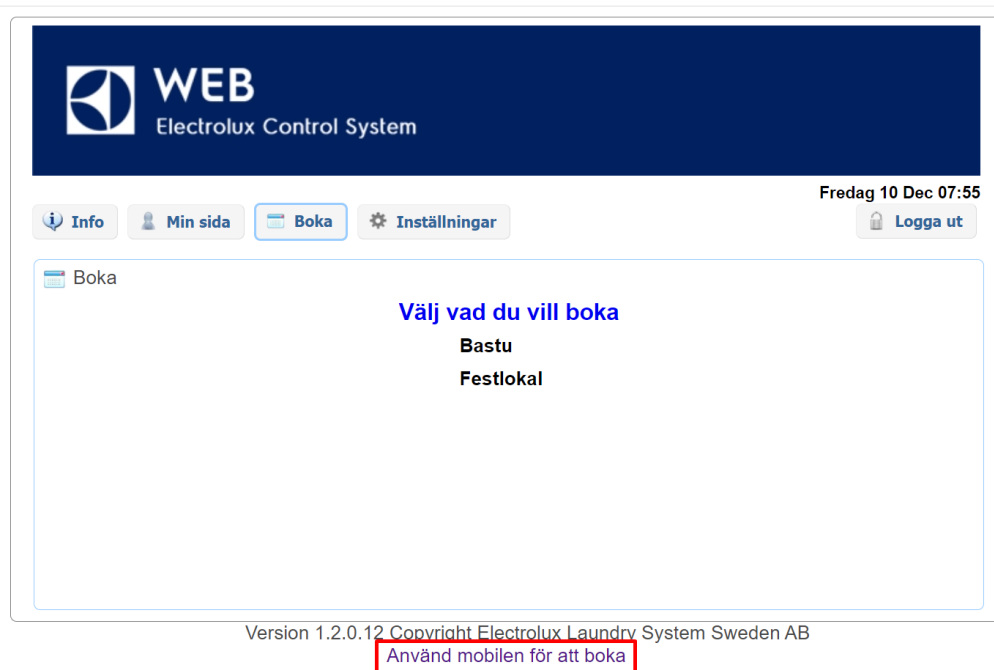 WEB
Electrolux Control System
Fredag 10 Dec 07:55
Info Min sida Boka Inställningar Logga ut
Boka
Välj vad du vill boka
Bastu
Festlokal
Version 1.2.0.12 Copyright Electrolux Laundry System Sweden AB
Använd mobilen för att boka